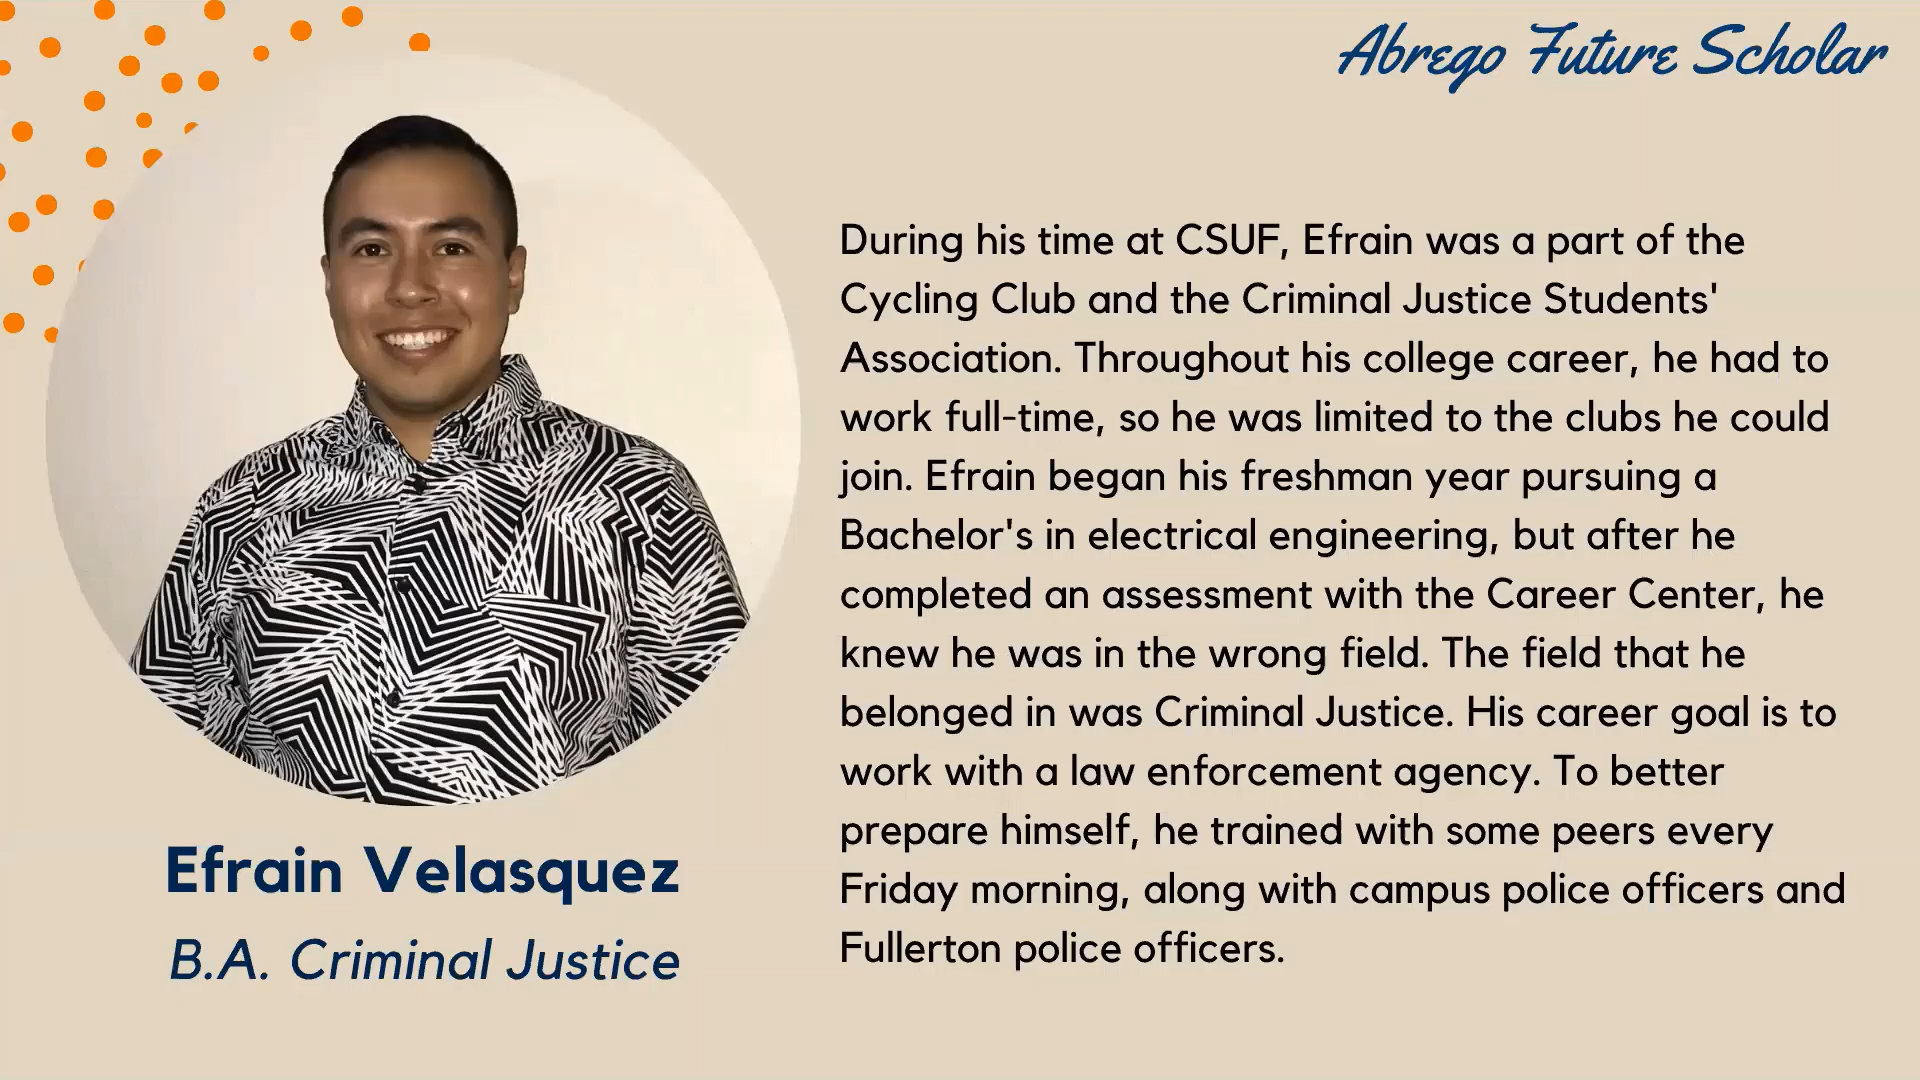 Abrego Future Scholar
During his time at CSUF, Efrain was a part of the
Cycling Club and the Criminal Justice Students'
Association. Throughout his college career, he had to
work full-time, so he was limited to the clubs he could
join. Efrain began his freshman year pursuing a
Bachelor's in electrical engineering, but after he
completed an assessment with the Career Center, he
knew he was in the wrong field. The field that he
belonged in was Criminal Justice. His career goal is to
work with a law enforcement agency. To better
prepare himself, he trained with some peers every
Friday morning, along with campus police officers and
Fullerton police officers.
Efrain Velasquez
B.A. Criminal Justice